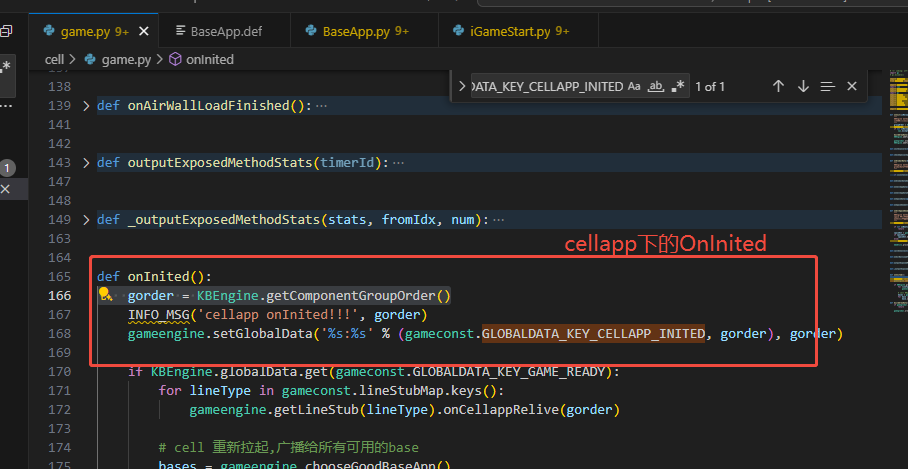 game.py 9+
BaseApp.def
BaseApp.py 9+
iGameStart.py 9+
cell > game.py > onInited
DATA_KEY_CELLAPP_INITED Aa ab .* 1 of 1
138
139 def onAirWallLoadFinished(): ...
141
142
143 def outputExposedMethodStats(timerId): ...
147
148
149 def _outputExposedMethodStats(stats, fromIdx, num): ...
163
cellapp下的OnInited
164
165 def onInited():
166 gorder = KBEngine.getComponentGroupOrder()
167 INFO_MSG('cellapp onInited!!!', gorder)
168 gameengine.setGlobalData('%s:%s' % (gameconst.GLOBALDATA_KEY_CELLAPP_INITED, gorder), gorder)
169
170 if KBEngine.globalData.get(gameconst.GLOBALDATA_KEY_GAME_READY):
171 for lineType in gameconst.lineStubMap.keys():
172 gameengine.getLineStub(lineType).onCellappRelive(gorder)
173
174 # cell 重新拉起,广播给所有可用的base
175 bases = gameengine.chooseGoodBaseApp()
1